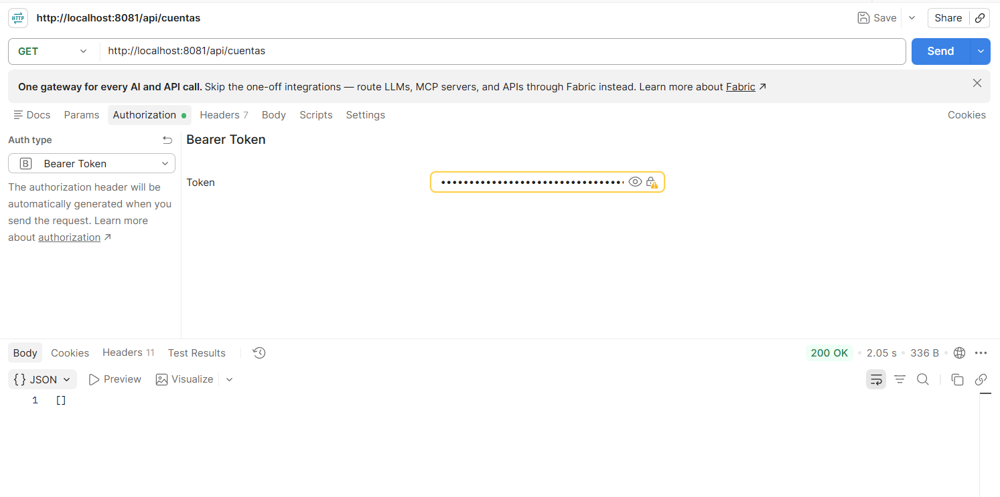 HTTP http://localhost:8081/api/cuentas Save Share
GET http://localhost:8081/api/cuentas Send
One gateway for every AI and API call. Skip the one-off integrations — route LLMs, MCP servers, and APIs through Fabric instead. Learn more about Fabric ↗
Docs Params Authorization Headers 7 Body Scripts Settings Cookies
Auth type
B Bearer Token
The authorization header will be
automatically generated when you
send the request. Learn more
about authorization ↗
Bearer Token
Token ••••••••••••••••••••••••••••••••
Body Cookies Headers 11 Test Results 200 OK • 2.05 s • 336 B •
{} JSON Preview Visualize
1 []